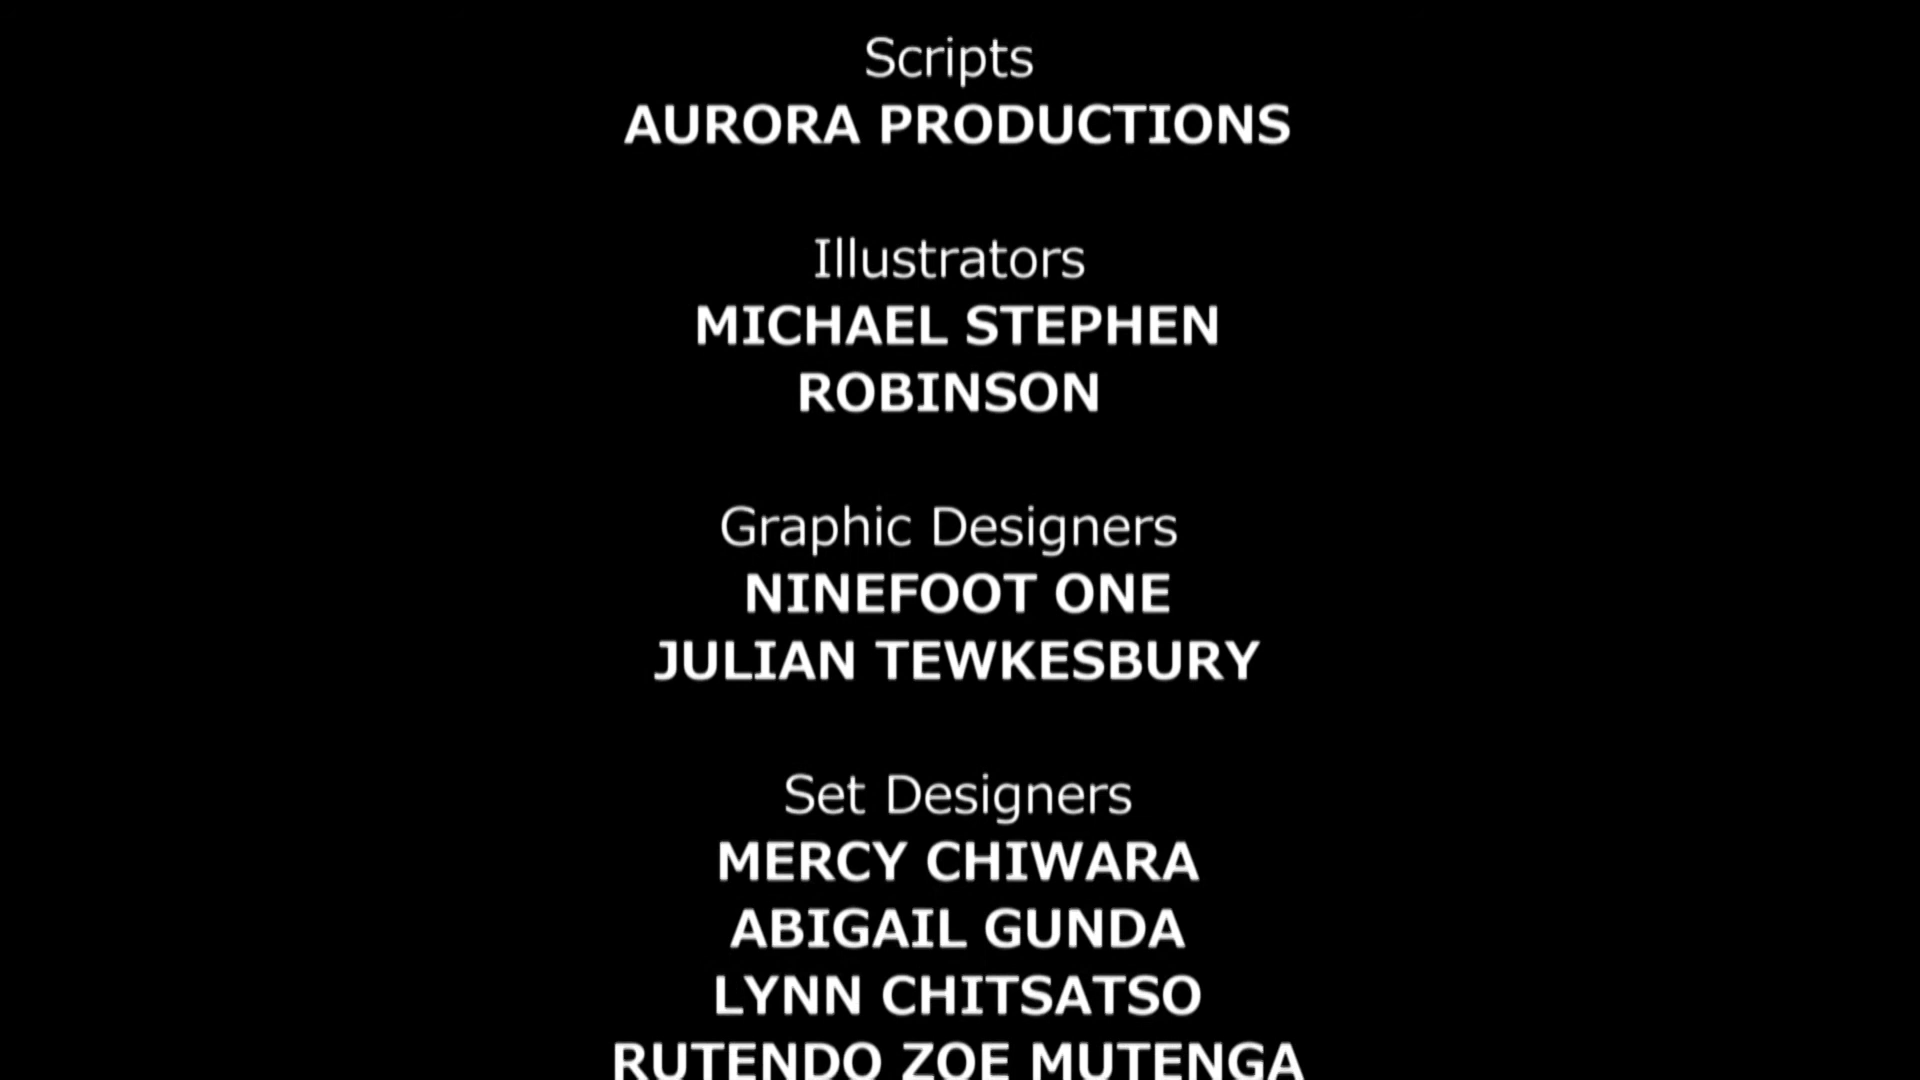 Scripts
AURORA PRODUCTIONS
Illustrators
MICHAEL STEPHEN
ROBINSON
Graphic Designers
NINEFOOT ONE
JULIAN TEWKESBURY
Set Designers
MERCY CHIWARA
ABIGAIL GUNDA
LYNN CHITSATSO
RUTENDO ZOE MUTENGA